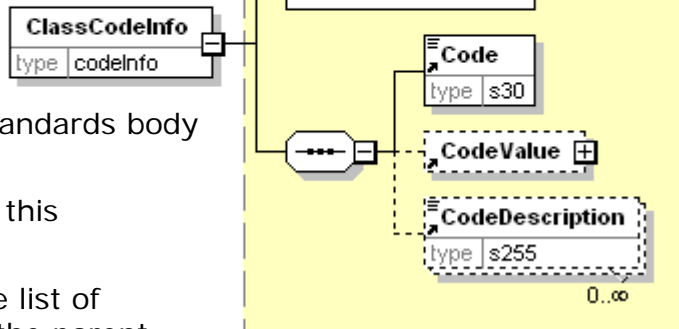 ClassCodeInfo
type codeInfo
andards body
this
e list of
the parent
Code
type s30
CodeValue
CodeDescription
type s255
0..∞